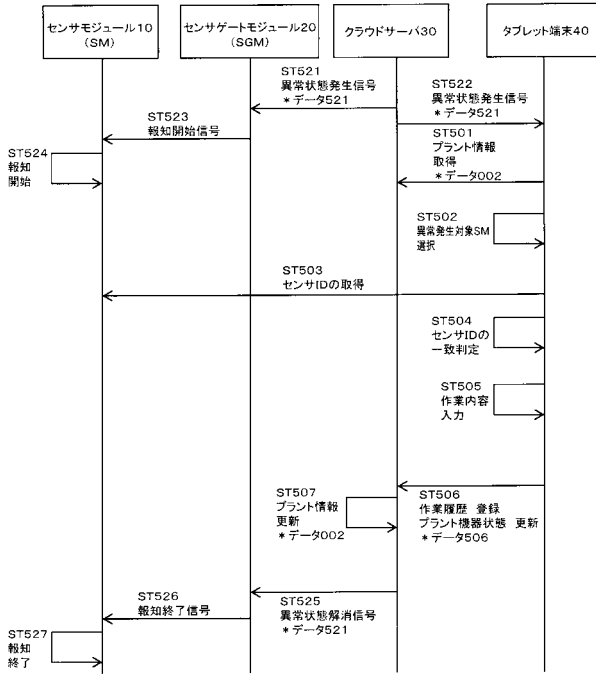 センサモジュール10
(SM)
センサゲートモジュール20
(SGM)
クラウドサーバ30
タブレット端末40
ST521
異常状態発生信号
*データ521
ST522
異常状態発生信号
*データ521
ST523
報知開始信号
ST524
報知
開始
ST501
プラント情報
取得
*データ002
ST502
異常発生対象SM
選択
ST503
センサIDの取得
ST504
センサIDの
一致判定
ST505
作業内容
入力
ST506
作業履歴 登録
プラント機器状態 更新
*データ506
ST507
プラント情報
更新
*データ002
ST525
異常状態解消信号
*データ521
ST526
報知終了信号
ST527
報知
終了